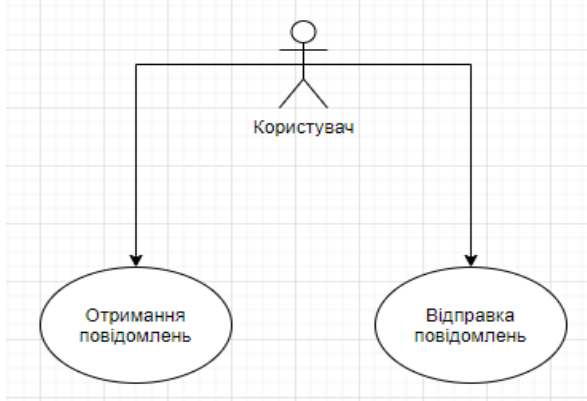 Користувач
Отримання
повідомлень
Відправка
повідомлень